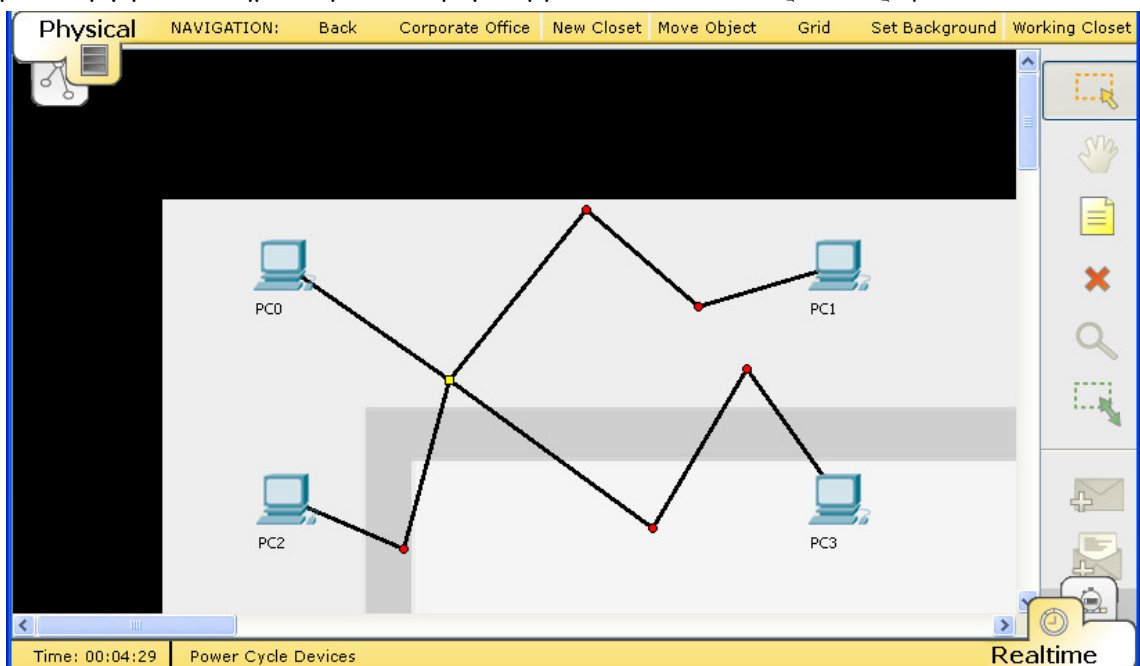 Physical NAVIGATION: Back Corporate Office New Closet Move Object Grid Set Background Working Closet
PC0
PC1
PC2
PC3
Time: 00:04:29 Power Cycle Devices
Realtime